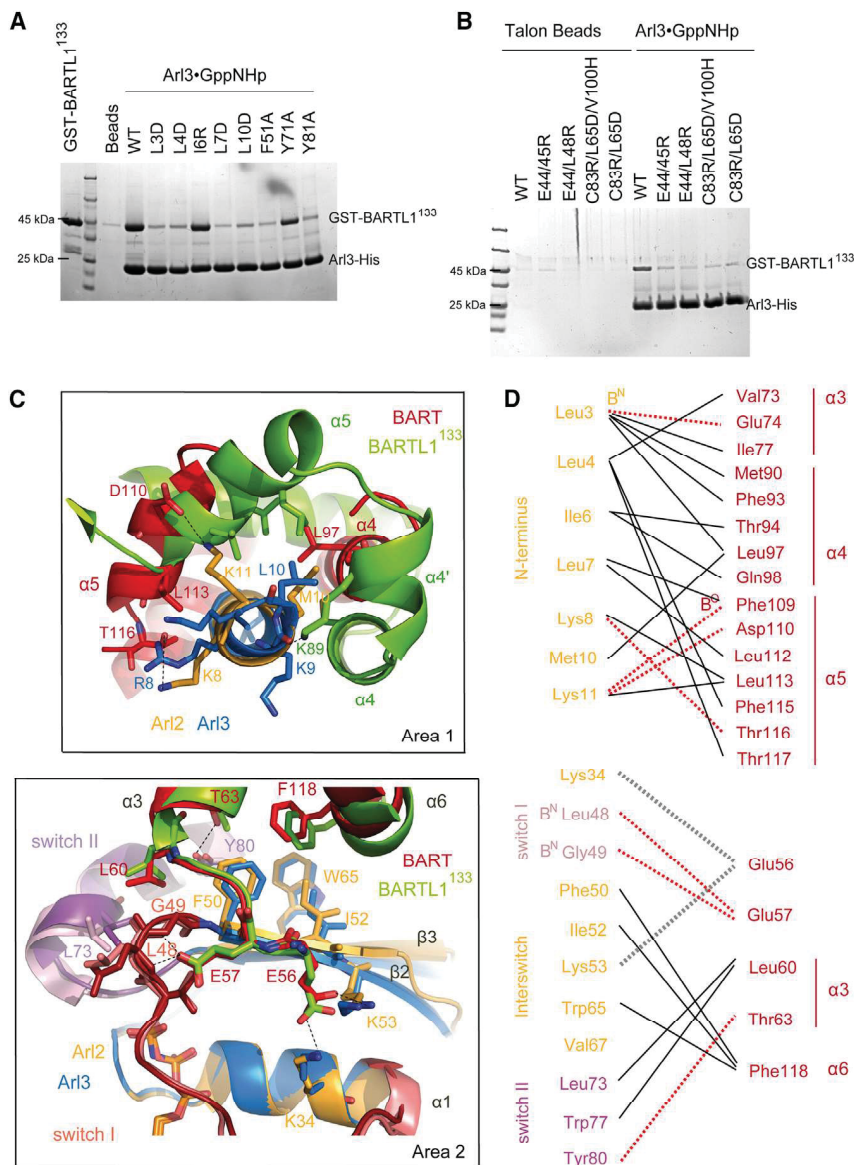 A
GST-BARTL1133
Beads
Arl3•GppNHp
WT
L3D
L4D
I6R
L7D
L10D
F51A
Y71A
Y81A
45 kDa
25 kDa
GST-BARTL1133
Arl3-His
B
Talon Beads
Arl3•GppNHp
WT
E44/45R
E44/L48R
C83R/L65D/V100H
C83R/L65D
WT
E44/45R
E44/L48R
C83R/L65D/V100H
C83R/L65D
45 kDa
25 kDa
GST-BARTL1133
Arl3-His
C
α5
BART
BARTL1133
D110
L97
α4
K11
L10
α4'
α5
L113
M10
T116
K89
R8
K8
K9
α4
Arl2
Arl3
Area 1
α3
T63
F118
α6
switch II
Y80
BART
BARTL1133
L60
W65
F50
G49
I52
β3
L73
L48
β2
E57
E56
K53
Arl2
Arl3
α1
switch I
K34
Area 2
D
N-terminus
Leu3
BN
Leu4
Ile6
Leu7
Lys8
Met10
Lys11
Val73
Glu74
Ile77
Met90
Phe93
Thr94
Leu97
Gln98
BO Phe109
Asp110
Leu112
Leu113
Phe115
Thr116
Thr117
α3
α4
α5
switch I
Interswitch
switch II
Lys34
BN Leu48
BN Gly49
Phe50
Ile52
Lys53
Trp65
Val67
Leu73
Trp77
Tyr80
Glu56
Glu57
Leu60
Thr63
Phe118
α3
α6